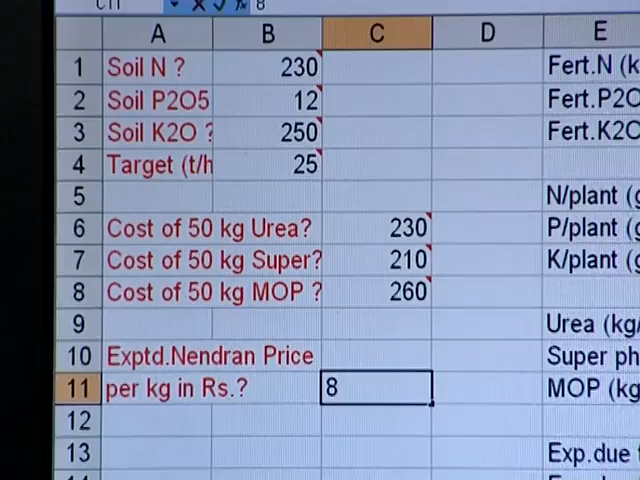 C11 8
A B C D E
1 Soil N ? 230 Fert.N (k
2 Soil P2O5 12 Fert.P2O
3 Soil K2O ? 250 Fert.K2O
4 Target (t/h 25
5 N/plant (g
6 Cost of 50 kg Urea? 230 P/plant (g
7 Cost of 50 kg Super? 210 K/plant (g
8 Cost of 50 kg MOP ? 260
9 Urea (kg/
10 Exptd.Nendran Price Super ph
11 per kg in Rs.? 8 MOP (kg
12
13 Exp.due